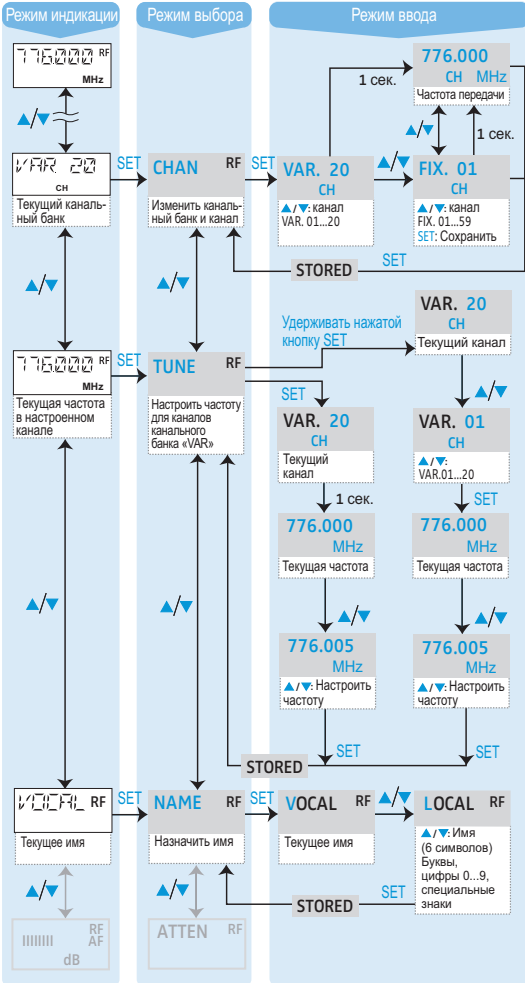 Режим индикации
Режим выбора
Режим ввода
776.000 RF
MHz
▲/▼
VAR. 20
CH
Текущий каналь-
ный банк
SET
CHAN RF
Изменить каналь-
ный банк и канал
SET
VAR. 20
CH
▲/▼: канал
VAR. 01...20
1 сек.
776.000
CH MHz
Частота передачи
▲/▼
1 сек.
▲/▼
FIX. 01
CH
▲/▼: канал
FIX. 01...59
SET: Сохранить
SET
STORED
▲/▼
▲/▼
776.000 RF
MHz
Текущая частота
в настроенном
канале
SET
TUNE RF
Настроить частоту
для каналов
канального
банка «VAR»
Удерживать нажатой
кнопку SET
VAR. 20
CH
Текущий канал
▲/▼
SET
VAR. 20
CH
Текущий
канал
1 сек.
VAR. 01
CH
▲/▼:
VAR.01...20
SET
776.000
MHz
Текущая частота
776.000
MHz
Текущая частота
▲/▼
▲/▼
▲/▼
▲/▼
776.005
MHz
▲/▼: Настроить
частоту
776.005
MHz
▲/▼: Настроить
частоту
SET
SET
STORED
VOCAL RF
Текущее имя
SET
NAME RF
Назначить имя
SET
VOCAL RF
Текущее имя
▲/▼
LOCAL RF
▲/▼: Имя
(6 символов)
Буквы,
цифры 0...9,
специальные
знаки
SET
STORED
▲/▼
▲/▼
RF
AF
dB
ATTEN RF